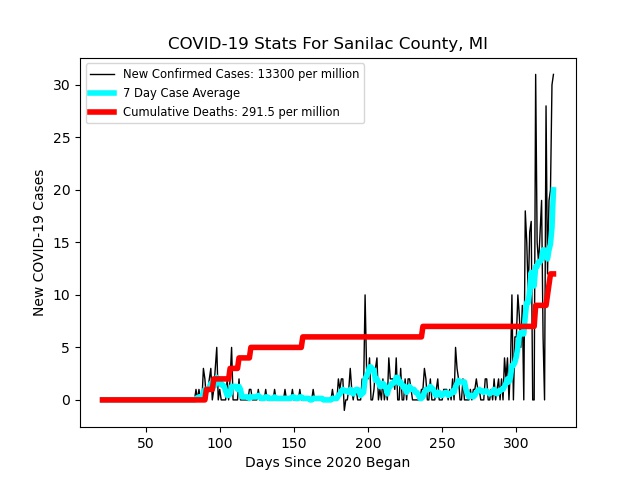 COVID-19 Stats For Sanilac County, MI
New Confirmed Cases: 13300 per million
7 Day Case Average
Cumulative Deaths: 291.5 per million
New COVID-19 Cases
30
25
20
15
10
5
0
50 100 150 200 250 300
Days Since 2020 Began